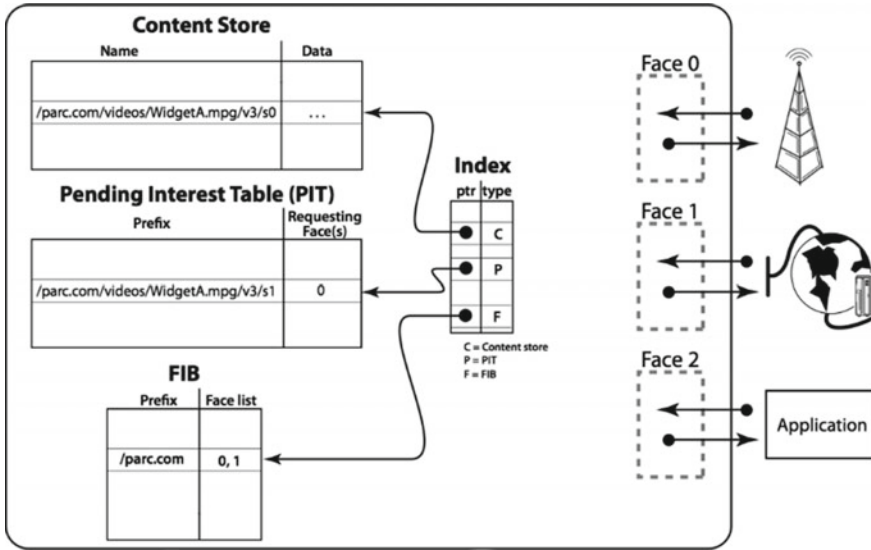 Content Store
Name Data
/parc.com/videos/WidgetA.mpg/v3/s0 ...
Pending Interest Table (PIT)
Prefix Requesting
Face(s)
/parc.com/videos/WidgetA.mpg/v3/s1 0
FIB
Prefix Face list
/parc.com 0, 1
Index
ptr type
C
P
F
C = Content store
P = PIT
F = FIB
Face 0
Face 1
Face 2
Application